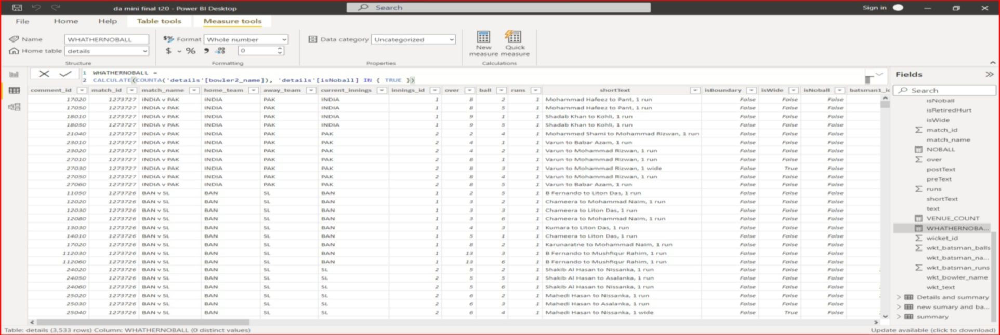 da mini final t20 - Power BI Desktop
Search
Sign in
File Home Help Table tools Measure tools
Name WHATHERNOBALL
Format Whole number
Data category Uncategorized
Home table details
$ % 0
New measure
Quick measure
Structure Formatting Properties Calculations
1 WHATHERNOBALL =
2 CALCULATE(COUNTA('details'[bowler2_name]), 'details'[isNoball] IN { TRUE })
comment_id match_id match_name home_team away_team current_innings innings_id over ball runs shortText isBoundary isWide isNoball batsman1_ic
17020 1273727 INDIA v PAK INDIA PAK INDIA 1 8 2 1 Mohammad Hafeez to Pant, 1 run False False False
17050 1273727 INDIA v PAK INDIA PAK INDIA 1 8 5 1 Mohammad Hafeez to Pant, 1 run False False False
18010 1273727 INDIA v PAK INDIA PAK INDIA 1 9 1 1 Shadab Khan to Kohli, 1 run False False False
18050 1273727 INDIA v PAK INDIA PAK INDIA 1 9 5 1 Shadab Khan to Kohli, 1 run False False False
21040 1273727 INDIA v PAK INDIA PAK PAK 2 2 4 1 Mohammed Shami to Mohammad Rizwan, 1 run False False False
23010 1273727 INDIA v PAK INDIA PAK PAK 2 4 1 1 Varun to Babar Azam, 1 run False False False
23020 1273727 INDIA v PAK INDIA PAK PAK 2 4 2 1 Varun to Mohammad Rizwan, 1 run False False False
27010 1273727 INDIA v PAK INDIA PAK PAK 2 8 1 1 Varun to Mohammad Rizwan, 1 run False False False
27030 1273727 INDIA v PAK INDIA PAK PAK 2 8 3 1 Varun to Mohammad Rizwan, 1 wide False True False
27050 1273727 INDIA v PAK INDIA PAK PAK 2 8 4 1 Varun to Mohammad Rizwan, 1 run False False False
27060 1273727 INDIA v PAK INDIA PAK PAK 2 8 5 1 Varun to Babar Azam, 1 run False False False
11050 1273726 BAN v SL BAN SL BAN 1 2 5 1 B Fernando to Liton Das, 1 run False False False
12020 1273726 BAN v SL BAN SL BAN 1 3 2 1 Chameera to Mohammad Naim, 1 run False False False
12030 1273726 BAN v SL BAN SL BAN 1 3 3 1 Chameera to Liton Das, 1 run False False False
12080 1273726 BAN v SL BAN SL BAN 1 3 6 1 Chameera to Mohammad Naim, 1 run False False False
13030 1273726 BAN v SL BAN SL BAN 1 4 3 1 Kumara to Liton Das, 1 run False False False
14010 1273726 BAN v SL BAN SL BAN 1 5 1 1 Chameera to Liton Das, 1 run False False False
17020 1273726 BAN v SL BAN SL BAN 1 8 2 1 Karunaratne to Mohammad Naim, 1 run False False False
112030 1273726 BAN v SL BAN SL BAN 1 13 3 1 B Fernando to Mushfiqur Rahim, 1 run False False False
112060 1273726 BAN v SL BAN SL BAN 1 13 6 1 B Fernando to Mushfiqur Rahim, 1 run False False False
24020 1273726 BAN v SL BAN SL SL 2 5 2 1 Shakib Al Hasan to Nissanka, 1 run False False False
24050 1273726 BAN v SL BAN SL SL 2 5 5 1 Shakib Al Hasan to Asalanka, 1 run False False False
24060 1273726 BAN v SL BAN SL SL 2 5 6 1 Shakib Al Hasan to Nissanka, 1 run False False False
25020 1273726 BAN v SL BAN SL SL 2 6 2 1 Mahedi Hasan to Nissanka, 1 run False False False
25030 1273726 BAN v SL BAN SL SL 2 6 3 1 Mahedi Hasan to Asalanka, 1 run False False False
25040 1273726 BAN v SL BAN SL SL 2 6 4 1 Mahedi Hasan to Nissanka, 1 wide False True False
Fields
Search
isNoball
isRetiredHurt
isWide
match_id
match_name
NOBALL
over
postText
preText
runs
shortText
text
VENUE_COUNT
WHATHERNOBA...
wicket_id
wkt_batsman_balls
wkt_batsman_na...
wkt_batsman_runs
wkt_bowler_name
wkt_text
Details and summary
new sumary and ba...
summary
Table: details (3,533 rows) Column: WHATHERNOBALL (0 distinct values)
Update available (click to download)